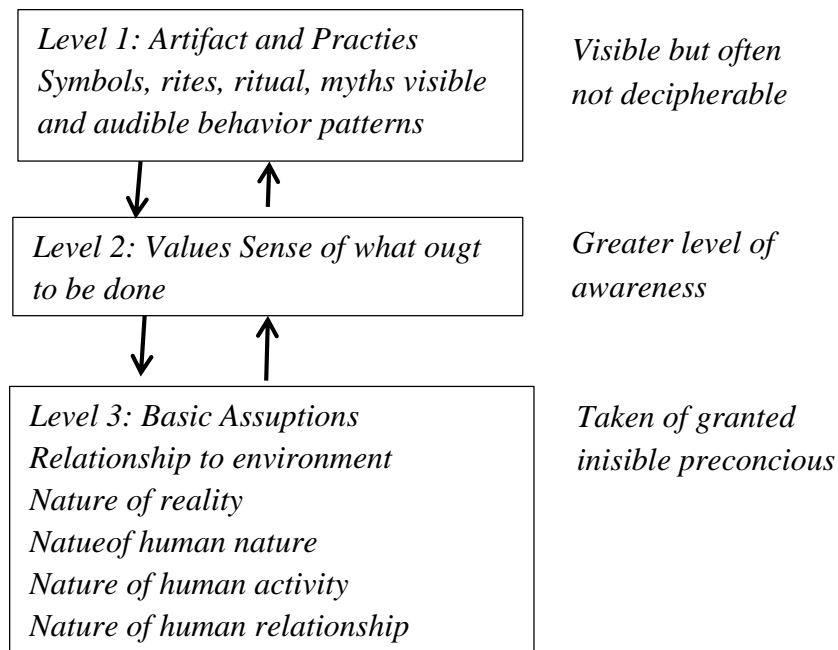 Level 1: Artifact and Practies
Symbols, rites, ritual, myths visible
and audible behavior patterns
Visible but often
not decipherable
Level 2: Values Sense of what ougt
to be done
Greater level of
awareness
Level 3: Basic Assuptions
Relationship to environment
Nature of reality
Natueof human nature
Nature of human activity
Nature of human relationship
Taken of granted
inisible preconcious